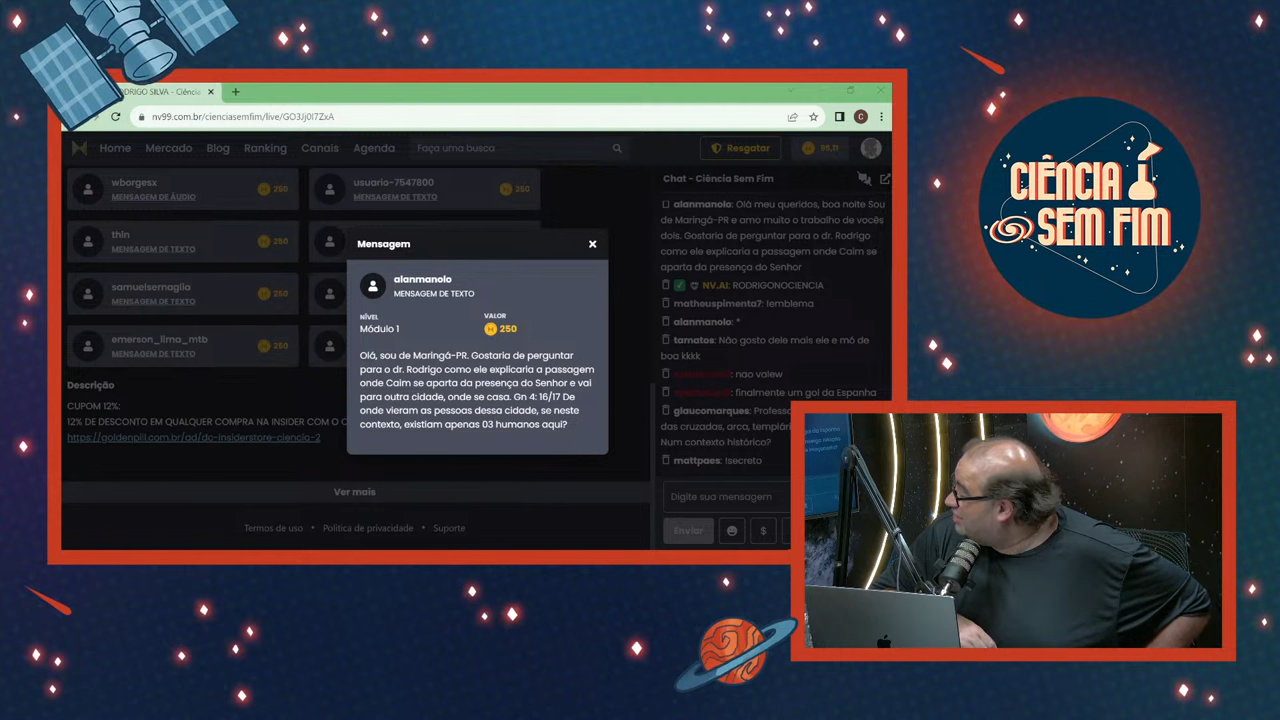 RODRIGO SILVA - Ciência
nv99.com.br/cienciasemfim/live/GO3Jj0l7ZxA
Home Mercado Blog Ranking Canais Agenda Faça uma busca Resgatar 95,11
wborgesx 250
MENSAGEM DE ÁUDIO
usuario-7547800 250
MENSAGEM DE TEXTO
thin 250
MENSAGEM DE TEXTO
samuelsernaglia 250
MENSAGEM DE TEXTO
emerson_lima_mtb 250
MENSAGEM DE TEXTO
Mensagem
alanmanolo
MENSAGEM DE TEXTO
NÍVEL
Módulo 1
VALOR
250
Olá, sou de Maringá-PR. Gostaria de perguntar
para o dr. Rodrigo como ele explicaria a passagem
onde Caim se aparta da presença do Senhor e vai
para outra cidade, onde se casa. Gn 4: 16/17 De
onde vieram as pessoas dessa cidade, se neste
contexto, existiam apenas 03 humanos aqui?
Descrição
CUPOM 12%:
12% DE DESCONTO EM QUALQUER COMPRA NA INSIDER COM O C
https://goldenpill.com.br/ad/dc-insiderstore-ciencia-2
Ver mais
Termos de uso • Política de privacidade • Suporte
Chat - Ciência Sem Fim
alanmanolo: Olá meu queridos, boa noite Sou
de Maringá-PR e amo muito o trabalho de vocês
dois. Gostaria de perguntar para o dr. Rodrigo
como ele explicaria a passagem onde Caim se
aparta da presença do Senhor
NV.AI: RODRIGONOCIENCIA
matheuspimenta7: !emblema
alanmanolo: *
tamatos: Não gosto dele mais ele e mó de
boa kkkk
: nao valew
: finalmente um gol da Espanha
glaucomarques: Profess
das cruzadas, arca, templári
Num contexto histórico?
mattpaes: !secreto
Digite sua mensagem
Enviar
CIÊNCIA
SEM FIM